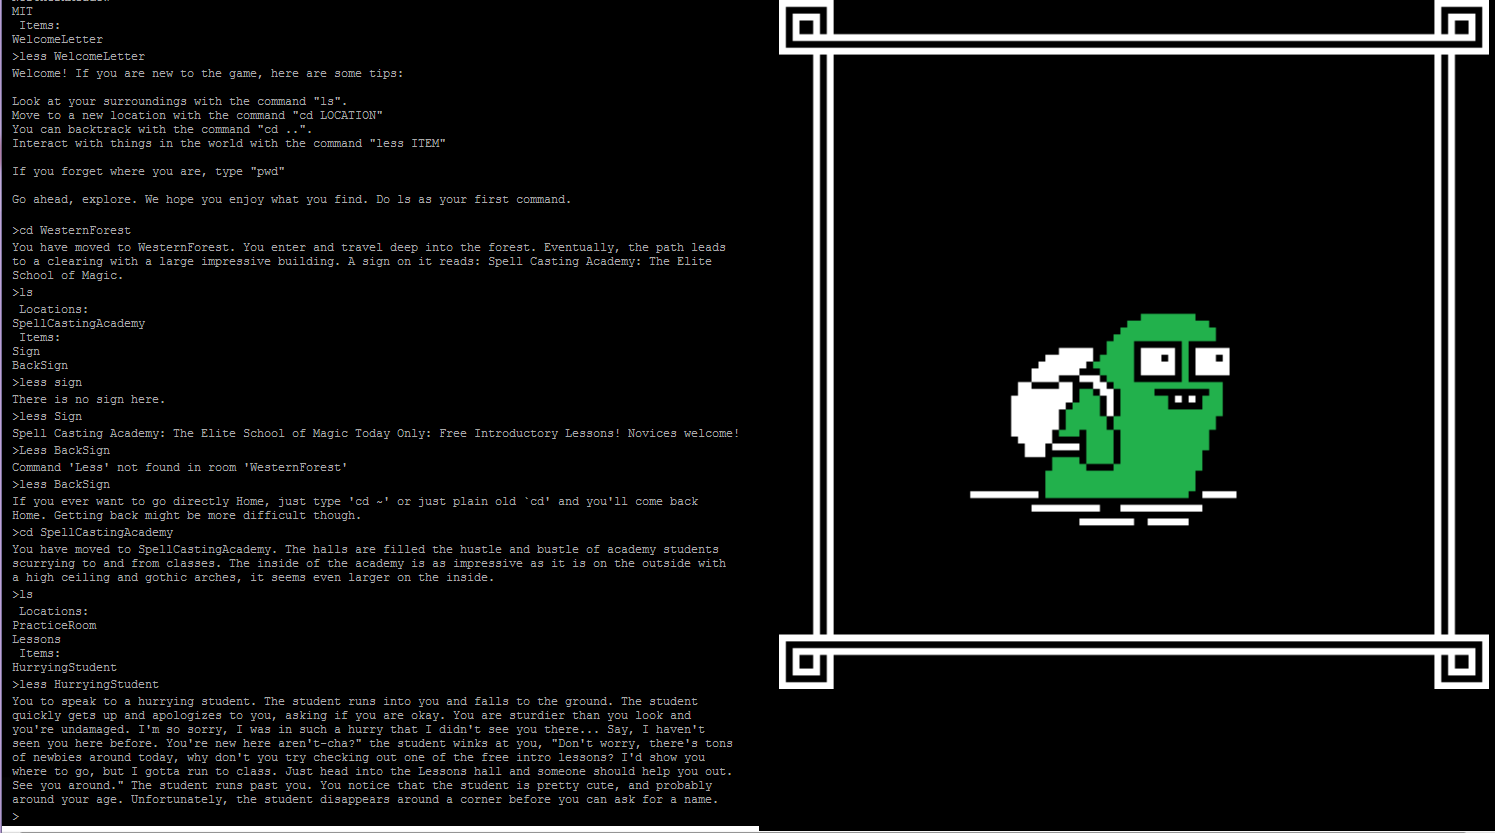 MIT
Items:
WelcomeLetter
>less WelcomeLetter
Welcome! If you are new to the game, here are some tips:
Look at your surroundings with the command "ls".
Move to a new location with the command "cd LOCATION"
You can backtrack with the command "cd ..".
Interact with things in the world with the command "less ITEM"
If you forget where you are, type "pwd"
Go ahead, explore. We hope you enjoy what you find. Do ls as your first command.
>cd WesternForest
You have moved to WesternForest. You enter and travel deep into the forest. Eventually, the path leads
to a clearing with a large impressive building. A sign on it reads: Spell Casting Academy: The Elite
School of Magic.
>ls
Locations:
SpellCastingAcademy
Items:
Sign
BackSign
>less sign
There is no sign here.
>less Sign
Spell Casting Academy: The Elite School of Magic Today Only: Free Introductory Lessons! Novices welcome!
>Less BackSign
Command 'Less' not found in room 'WesternForest'
>less BackSign
If you ever want to go directly Home, just type 'cd ~' or just plain old `cd' and you'll come back
Home. Getting back might be more difficult though.
>cd SpellCastingAcademy
You have moved to SpellCastingAcademy. The halls are filled the hustle and bustle of academy students
scurrying to and from classes. The inside of the academy is as impressive as it is on the outside with
a high ceiling and gothic arches, it seems even larger on the inside.
>ls
Locations:
PracticeRoom
Lessons
Items:
HurryingStudent
>less HurryingStudent
You to speak to a hurrying student. The student runs into you and falls to the ground. The student
quickly gets up and apologizes to you, asking if you are okay. You are sturdier than you look and
you're undamaged. I'm so sorry, I was in such a hurry that I didn't see you there... Say, I haven't
seen you here before. You're new here aren't-cha?" the student winks at you, "Don't worry, there's tons
of newbies around today, why don't you try checking out one of the free intro lessons? I'd show you
where to go, but I gotta run to class. Just head into the Lessons hall and someone should help you out.
See you around." The student runs past you. You notice that the student is pretty cute, and probably
around your age. Unfortunately, the student disappears around a corner before you can ask for a name.
>